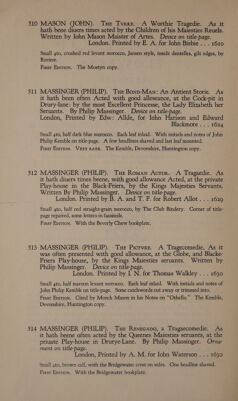 310 MASON (JOHN). THE TVRKE. A Worthie Tragedie. As it
hath bene diuers times acted by the Children of his Maiesties Reuels.
Written by Iohn Mason Maister of Artes. Device on title-page.
London. Printed by E. A. for Iohn Busbie . . . 1610
Small 4to, crushed red levant morocco, Jansen style, inside dentelles, gilt edges, by
Riviere.
FIRST EDITION. The Mostyn copy.
311 MASSINGER (PHILIP). THE BOND-MAN: An Antient Storie. As
it hath been often Acted with good allowance, at the Cock-pit in
Drury-lane: by the most Excellent Princesse, the Lady Elizabeth her
Seruants. By Philip Massinger. Device on title-page.
London, Printed by Edw: Allde, for Iohn Harison and Edward
Blackmore . . . 1624
Small 4to, half dark blue morocco. Each leaf inlaid. With initials and notes of John
Philip Kemble on title-page. A few headlines shaved and last leaf mounted.
FIRST EDITION. VERY RARE. The Kemble, Devonshire, Huntington copy.
312 MASSINGER (PHILIP). THE ROMAN ACTOR. A Tragædie. As
it hath diuers times beene, with good allowance Acted, at the private
Play-house in the Black-Friers, by the Kings Majesties Servants.
Written By Philip Massinger. Device on title-page.
London. Printed by B. A. and T. F. for Robert Allot . . . 1629
Small 4to, half red straight-grain morocco, by The Club Bindery. Corner of title-
page repaired, some letters in facsimile.
FIRST EDITION. With the Beverly Chew bookplate.
313 MASSINGER (PHILIP). THE PICTVRE. A Tragecomedie, As it
was often presented with good allowance, at the Globe, and Blacke-
Friers Play-house, by the Kings Maiesties seruants. Written by
Philip Massinger. Device on title-page.
London, Printed by I. N. for Thomas Walkley . . . 1630
Small 4to, half maroon levant morocco. Each leaf inlaid. With initials and notes of
John Philip Kemble on title-page. Some catchwords cut away or trimmed into.
FIRST EDITION. Cited by Monck Mason in his Notes on "Othello." The Kemble,
Devonshire, Huntington copy.
314 MASSINGER (PHILIP). THE RENEGADO, a Tragæcomedie. As
it hath beene often acted by the Queenes Maiesties seruants, at the
priuate Play-house in Drurye-Lane. By Philip Massinger. Orna-
ment on title-page.
London, Printed by A. M. for Iohn Waterson . . . 1630
Small 4to, brown calf, with the Bridgewater crest on sides. One headline shaved.
FIRST EDITION. With the Bridgewater bookplate.